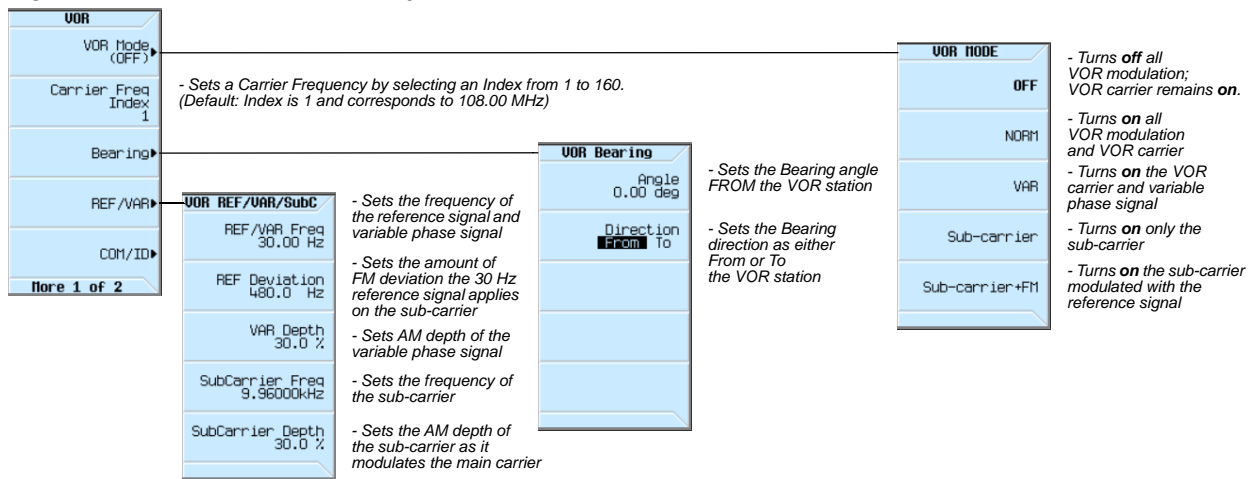 VOR
VOR Mode
(OFF)
Carrier Freq
Index
1
Bearing
REF/VAR
COM/ID
More 1 of 2
- Sets a Carrier Frequency by selecting an Index from 1 to 160.
(Default: Index is 1 and corresponds to 108.00 MHz)
VOR REF/VAR/SubC
REF/VAR Freq
30.00 Hz
REF Deviation
480.0 Hz
VAR Depth
30.0 %
SubCarrier Freq
9.96000kHz
SubCarrier Depth
30.0 %
- Sets the frequency of
the reference signal and
variable phase signal
- Sets the amount of
FM deviation the 30 Hz
reference signal applies
on the sub-carrier
- Sets AM depth of the
variable phase signal
- Sets the frequency of
the sub-carrier
- Sets the AM depth of
the sub-carrier as it
modulates the main carrier
VOR Bearing
Angle
0.00 deg
Direction
From To
- Sets the Bearing angle
FROM the VOR station
- Sets the Bearing
direction as either
From or To
the VOR station
VOR MODE
OFF
NORM
VAR
Sub-carrier
Sub-carrier+FM
- Turns off all
VOR modulation;
VOR carrier remains on.
- Turns on all
VOR modulation
and VOR carrier
- Turns on the VOR
carrier and variable
phase signal
- Turns on only the
sub-carrier
- Turns on the sub-carrier
modulated with the
reference signal